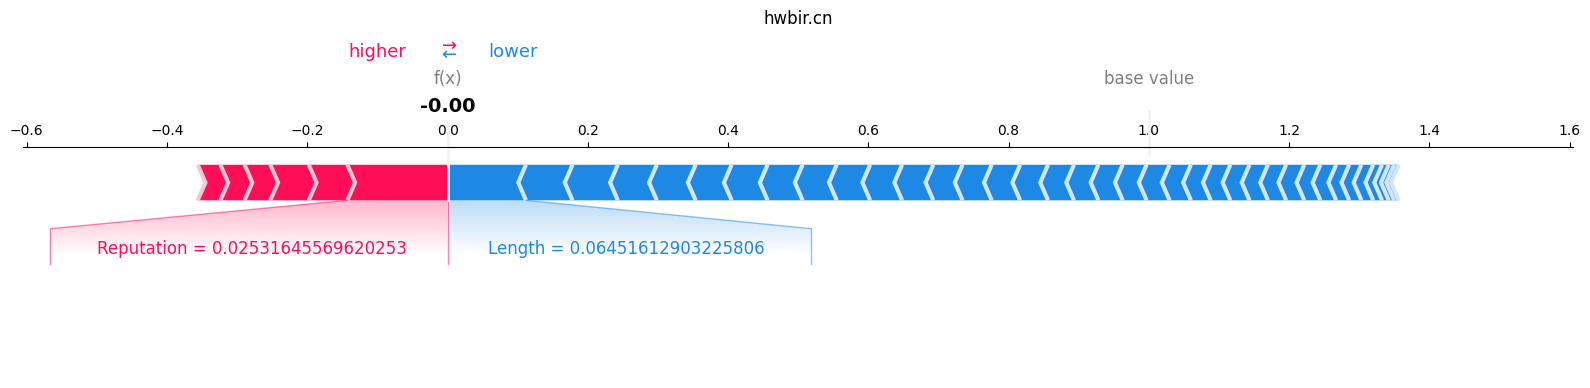 hwbir.cn
higher ⇄ lower
f(x) base value
-0.00
−0.6 −0.4 −0.2 0.0 0.2 0.4 0.6 0.8 1.0 1.2 1.4 1.6
Reputation = 0.02531645569620253 Length = 0.06451612903225806